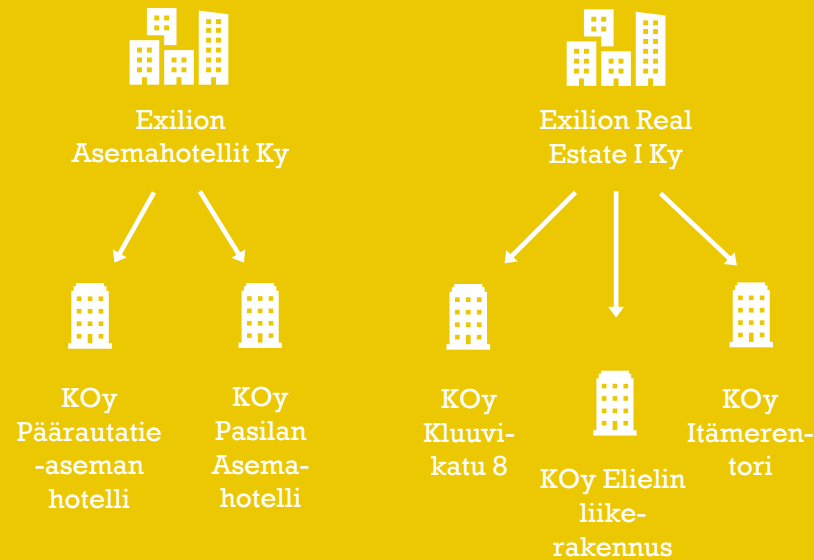 Exilion
Asemahotellit Ky
Exilion Real
Estate I Ky
KOy
Päärautatie
-aseman
hotelli
KOy
Pasilan
Asema-
hotelli
KOy
Kluuvi-
katu 8
KOy Elielin
liike-
rakennus
KOy
Itämeren-
tori